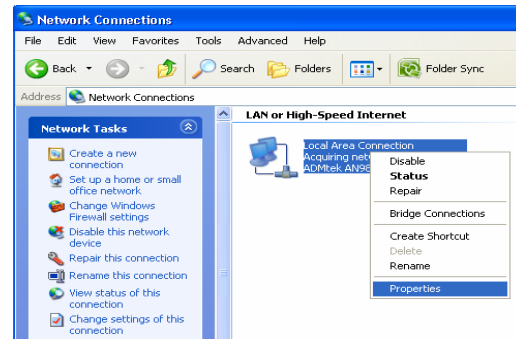 Network Connections
File Edit View Favorites Tools Advanced Help
Back Search Folders Folder Sync
Address Network Connections
Network Tasks
Create a new
connection
Set up a home or small
office network
Change Windows
Firewall settings
Disable this network
device
Repair this connection
Rename this connection
View status of this
connection
Change settings of this
connection
LAN or High-Speed Internet
Local Area Connection
Acquiring
ADMtek
Disable
Status
Repair
Bridge Connections
Create Shortcut
Delete
Rename
Properties